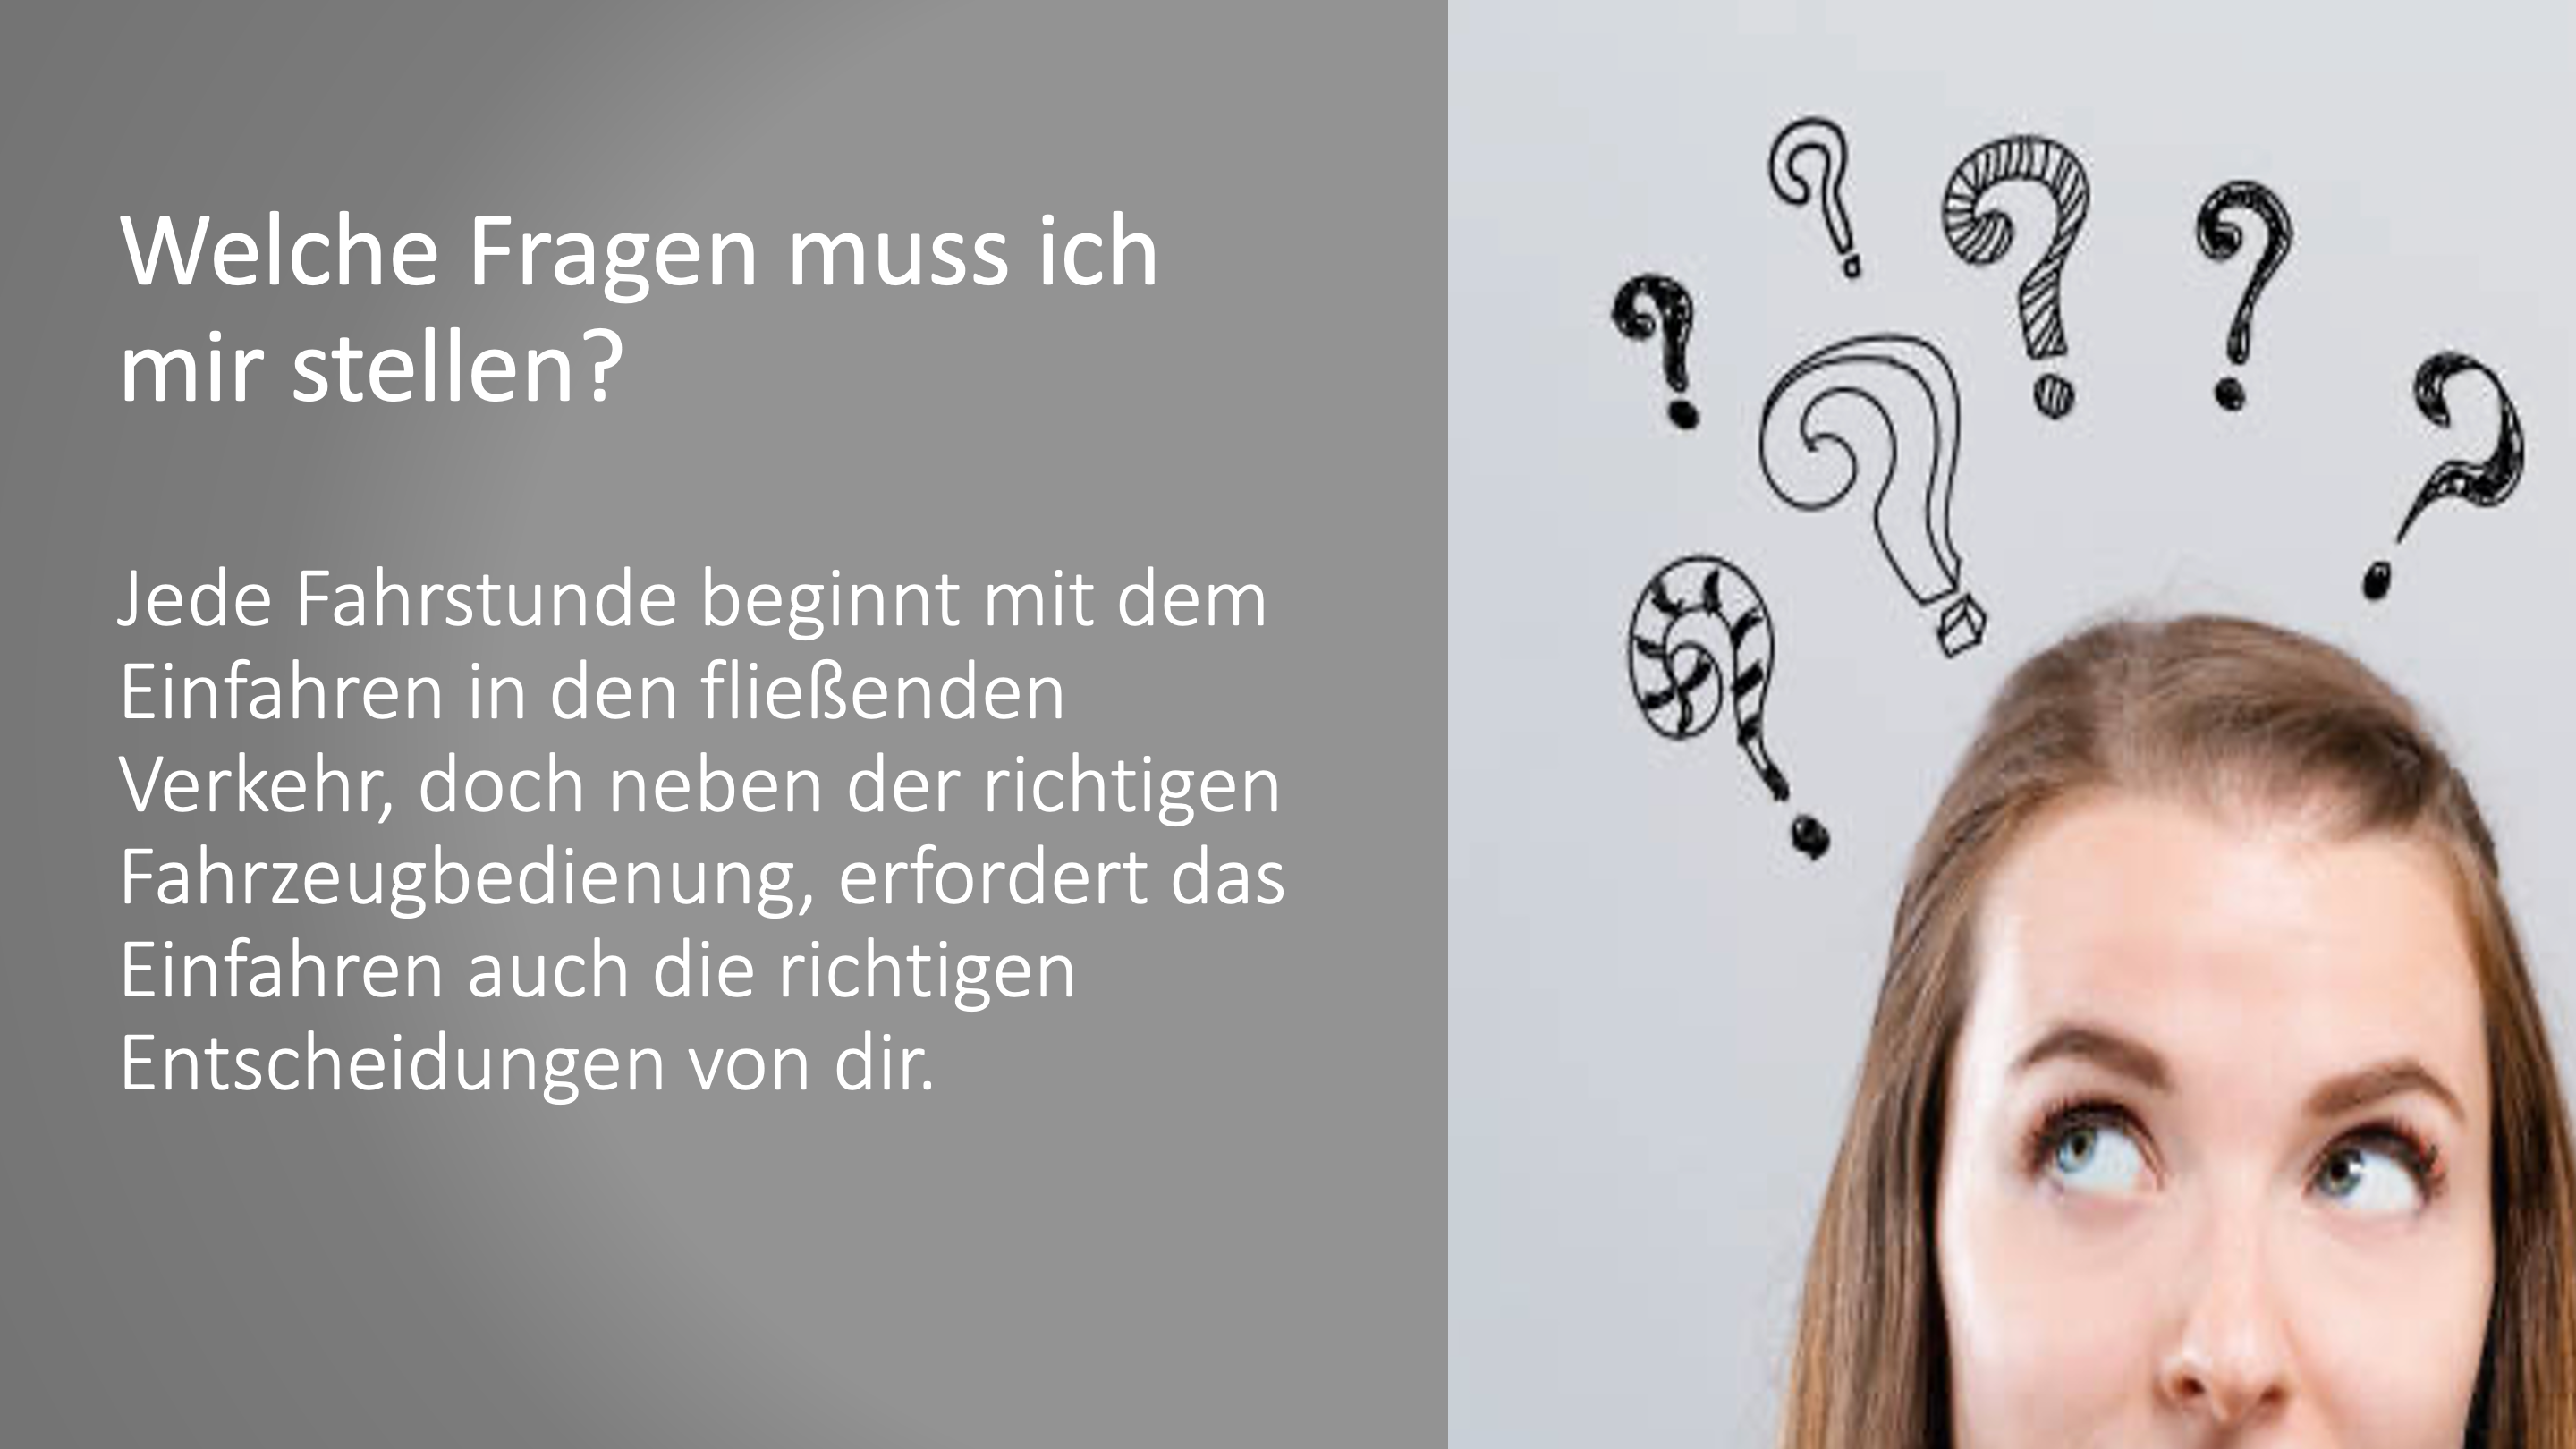 Welche Fragen muss ich
mir stellen?
Jede Fahrstunde beginnt mit dem
Einfahren in den fließenden
Verkehr, doch neben der richtigen
Fahrzeugbedienung, erfordert das
Einfahren auch die richtigen
Entscheidungen von dir.